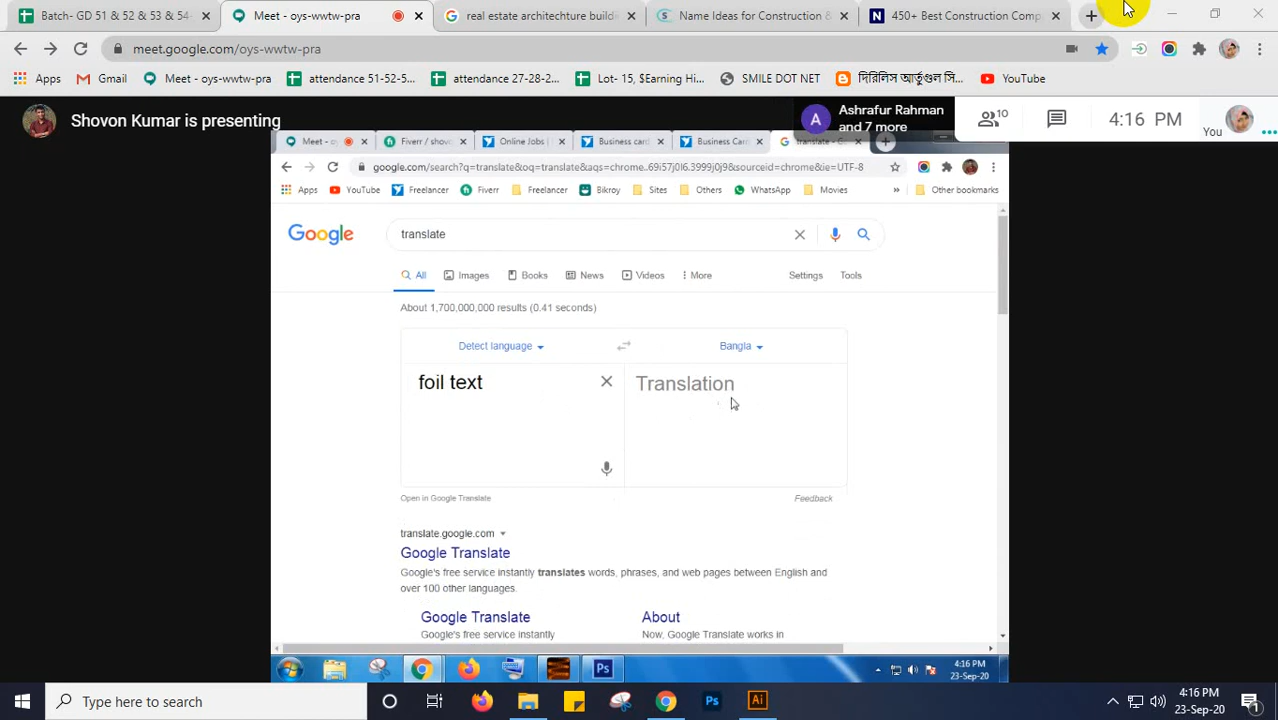 Batch- GD 51 & 52 & 53 & 54-
Meet - oys-wwtw-pra
real estate architecture build
Name Ideas for Construction &
450+ Best Construction Comp
meet.google.com/oys-wwtw-pra
Apps
Gmail
Meet - oys-wwtw-pra
attendance 51-52-5...
attendance 27-28-2...
Lot- 15, $Earning Hi...
SMILE DOT NET
দিরিলিস আর্তুগুল সি...
YouTube
Shovon Kumar is presenting
A
Ashrafur Rahman
and 7 more
10
4:16 PM
You
Meet - oy
Fiverr / shov
Online Jobs |
Business card
Business Car
translate - G
google.com/search?q=translate&oq=translate&aqs=chrome..69i57j0l6.3999j0j9&sourceid=chrome&ie=UTF-8
Apps
YouTube
Freelancer
Fiverr
Freelancer
Bikroy
Sites
Others
WhatsApp
Movies
»
Other bookmarks
Google
translate
All
Images
Books
News
Videos
More
Settings
Tools
About 1,700,000,000 results (0.41 seconds)
Detect language
Bangla
foil text
Translation
Open in Google Translate
Feedback
translate.google.com
Google Translate
Google's free service instantly translates words, phrases, and web pages between English and
over 100 other languages.
Google Translate
About
Google's free service instantly
Now, Google Translate works in
Ps
4:16 PM
23-Sep-20
Type here to search
Ps
Ai
4:16 PM
23-Sep-20
1